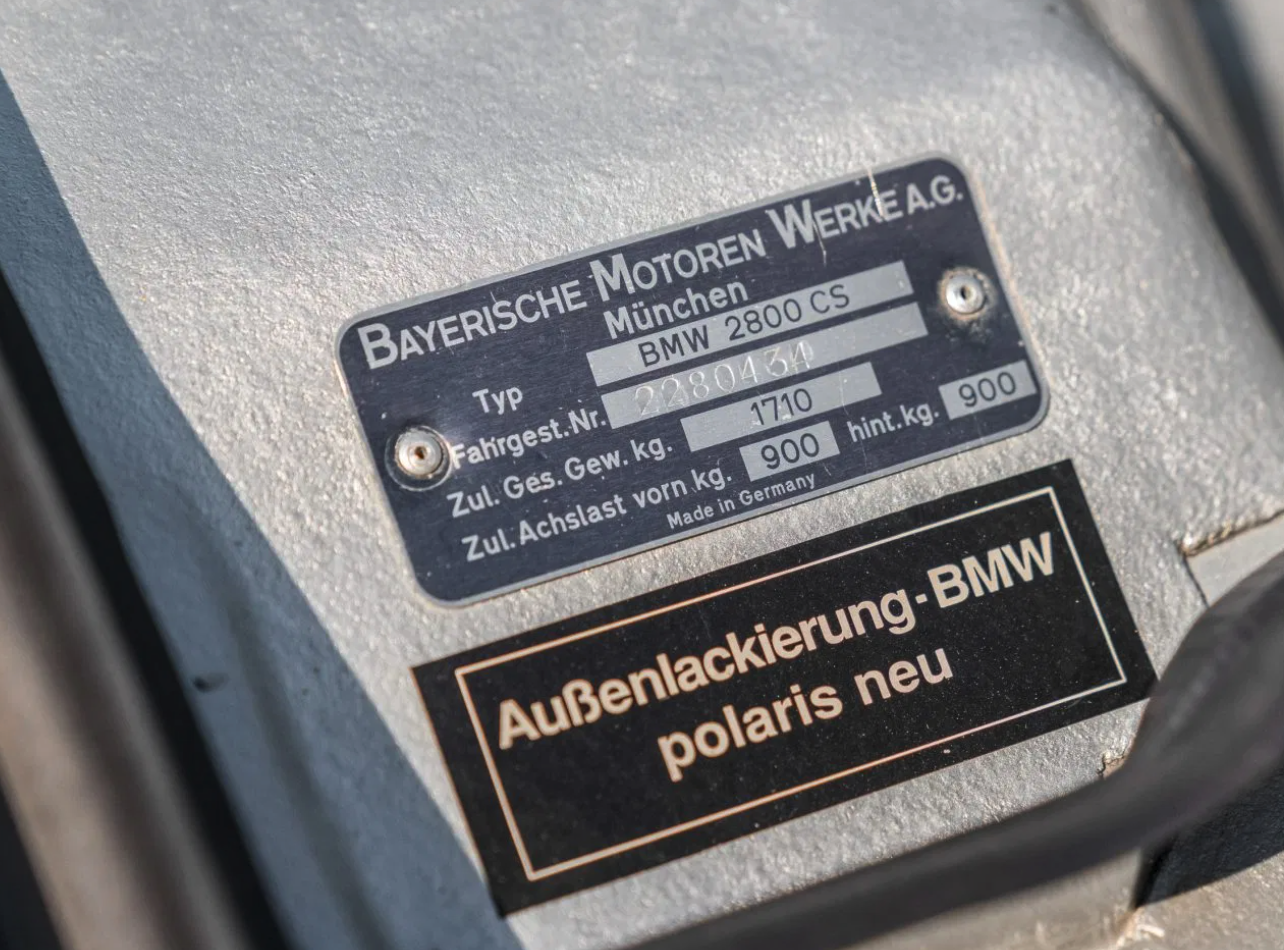 BAYERISCHE MOTOREN WERKE A.G.
München
Typ BMW 2800 CS
Fahrgest.Nr. 2280434
Zul. Ges. Gew. kg. 1710
Zul. Achslast vorn kg. 900 hint.kg. 900
Made in Germany
Außenlackierung-BMW
polaris neu